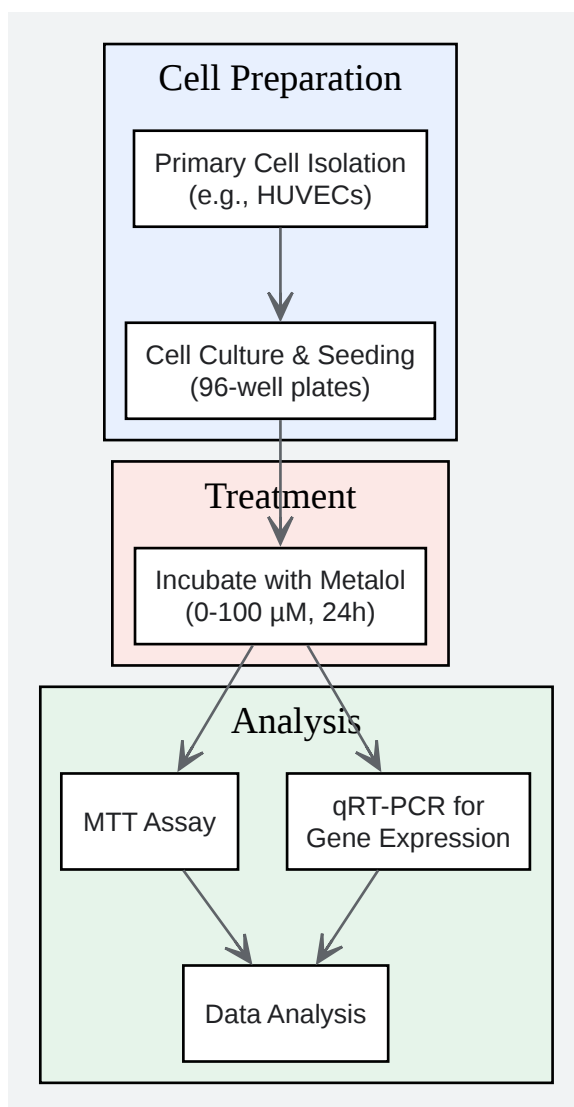 Cell Preparation
Primary Cell Isolation
(e.g., HUVECs)
Cell Culture & Seeding
(96-well plates)
Treatment
Incubate with Metalol
(0-100 µM, 24h)
Analysis
MTT Assay
qRT-PCR for
Gene Expression
Data Analysis